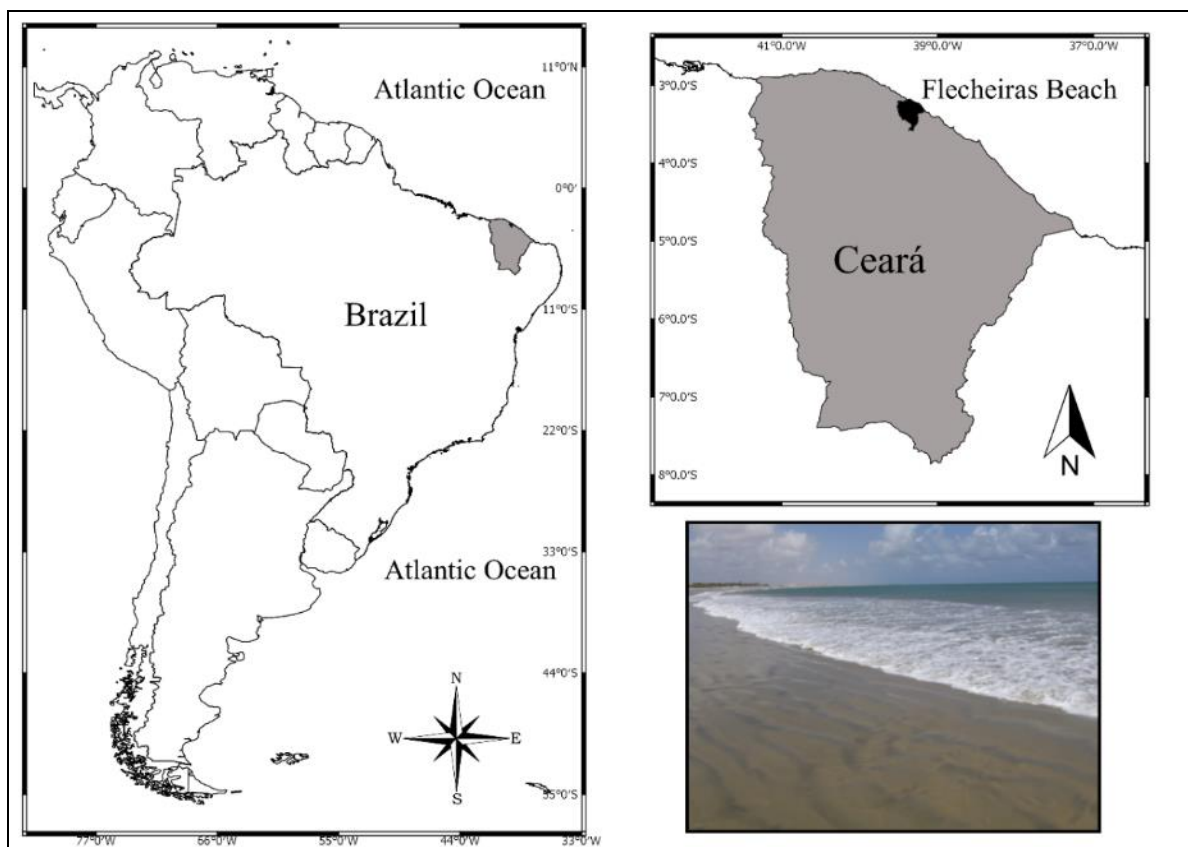 Atlantic Ocean
Brazil
Atlantic Ocean
11°0'N
0°0'
11°0'S
22°0'S
33°0'S
44°0'S
55°0'S
77°0'W
66°0'W
55°0'W
44°0'W
33°0'W
N
W
E
S
41°0.0'W
39°0.0'W
37°0.0'W
3°0.0'S
4°0.0'S
5°0.0'S
6°0.0'S
7°0.0'S
8°0.0'S
Flecheiras Beach
Ceará
N